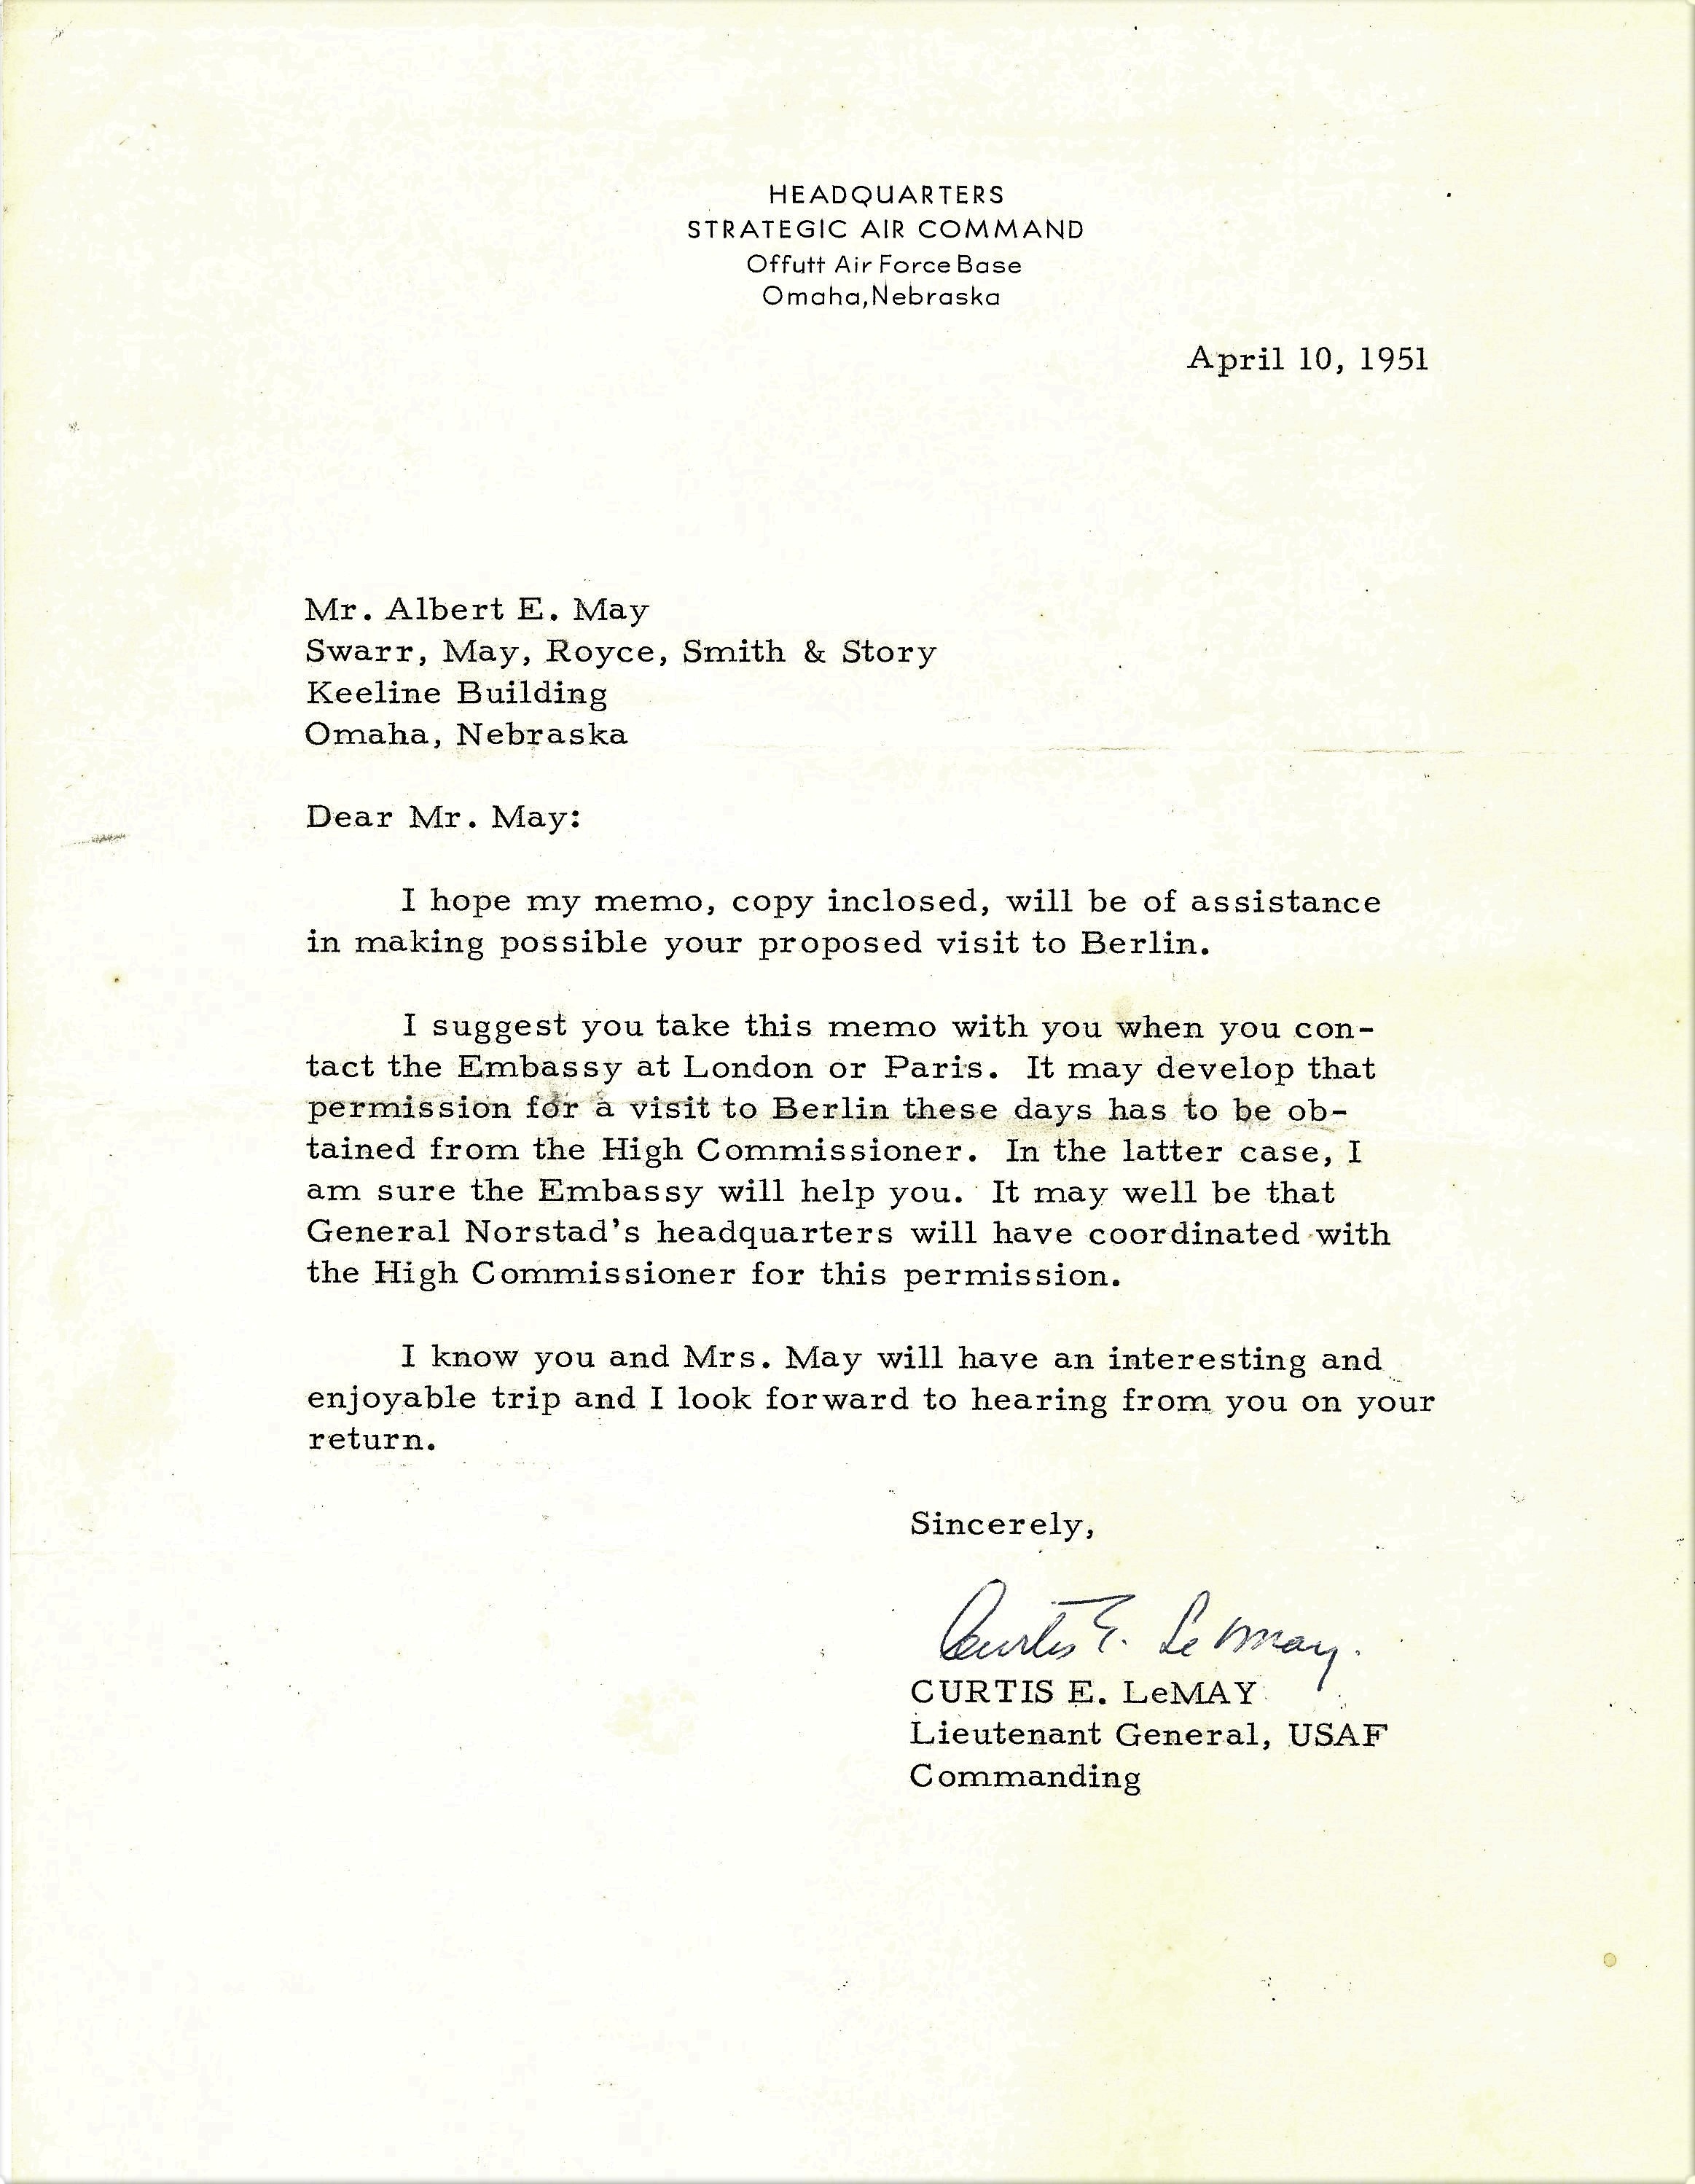 HEADQUARTERS
STRATEGIC AIR COMMAND
Offutt Air Force Base
Omaha, Nebraska
April 10, 1951
Mr. Albert E. May
Swarr, May, Royce, Smith & Story
Keeline Building
Omaha, Nebraska
Dear Mr. May:
I hope my memo, copy inclosed, will be of assistance
in making possible your proposed visit to Berlin.
I suggest you take this memo with you when you con-
tact the Embassy at London or Paris. It may develop that
permission for a visit to Berlin these days has to be ob-
tained from the High Commissioner. In the latter case, I
am sure the Embassy will help you. It may well be that
General Norstad's headquarters will have coordinated with
the High Commissioner for this permission.
I know you and Mrs. May will have an interesting and
enjoyable trip and I look forward to hearing from you on your
return.
Sincerely,
Curtis E. LeMay.
CURTIS E. LeMAY
Lieutenant General, USAF
Commanding